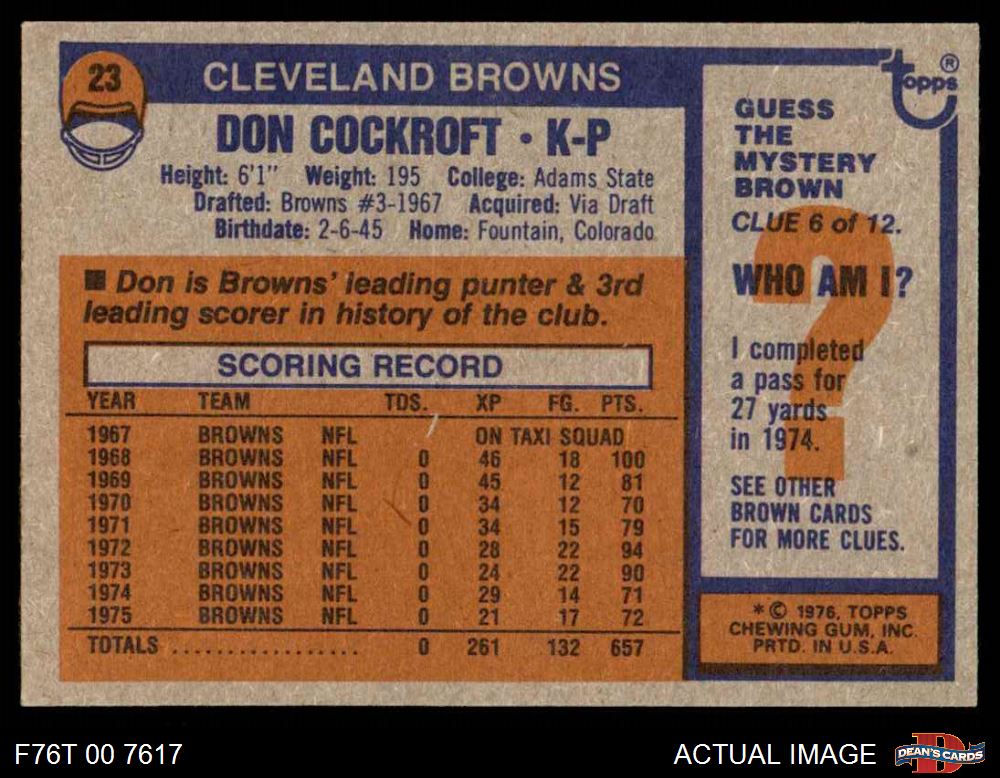 23
CLEVELAND BROWNS
DON COCKROFT • K-P
Height: 6'1" Weight: 195 College: Adams State
Drafted: Browns #3-1967 Acquired: Via Draft
Birthdate: 2-6-45 Home: Fountain, Colorado
■ Don is Browns' leading punter & 3rd
leading scorer in history of the club.
SCORING RECORD
YEAR TEAM TDS. XP FG. PTS.
1967 BROWNS NFL ON TAXI SQUAD
1968 BROWNS NFL 0 46 18 100
1969 BROWNS NFL 0 45 12 81
1970 BROWNS NFL 0 34 12 70
1971 BROWNS NFL 0 34 15 79
1972 BROWNS NFL 0 28 22 94
1973 BROWNS NFL 0 24 22 90
1974 BROWNS NFL 0 29 14 71
1975 BROWNS NFL 0 21 17 72
TOTALS ................. 0 261 132 657
topps ®
GUESS
THE
MYSTERY
BROWN
CLUE 6 of 12.
?
WHO AM I?
I completed
a pass for
27 yards
in 1974.
SEE OTHER
BROWN CARDS
FOR MORE CLUES.
* © 1976, TOPPS
CHEWING GUM, INC.
PRTD. IN U.S.A.
F76T 00 7617
ACTUAL IMAGE
D
DEAN'S CARDS